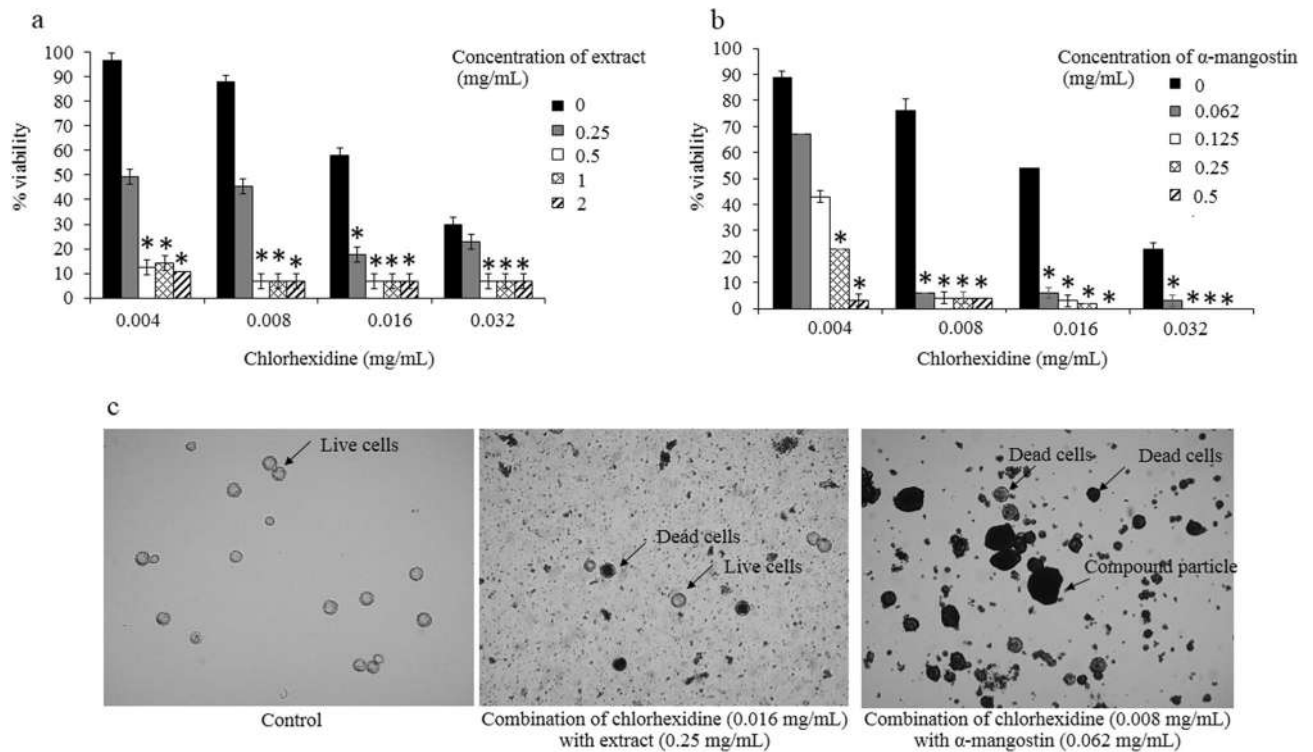 a
Concentration of extract
(mg/mL)
0
0.25
0.5
1
2
% viability
100
90
80
70
60
50
40
30
20
10
0
* * *
* * *
* * * *
* * *
0.004 0.008 0.016 0.032
Chlorhexidine (mg/mL)
b
Concentration of α-mangostin
(mg/mL)
0
0.062
0.125
0.25
0.5
% viability
100
90
80
70
60
50
40
30
20
10
0
* *
* * * *
* * * *
* * * *
0.004 0.008 0.016 0.032
Chlorhexidine (mg/mL)
c
Live cells
Control
Dead cells
Live cells
Combination of chlorhexidine (0.016 mg/mL)
with extract (0.25 mg/mL)
Dead cells Dead cells
Compound particle
Combination of chlorhexidine (0.008 mg/mL)
with α-mangostin (0.062 mg/mL)